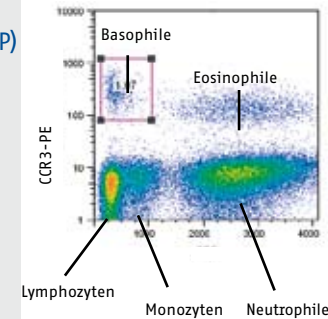 P)
10000
Basophile
1000
Eosinophile
100
CCR3-PE
10
1
1000
2000
3000
4000
Lymphozyten
Monozyten
Neutrophile